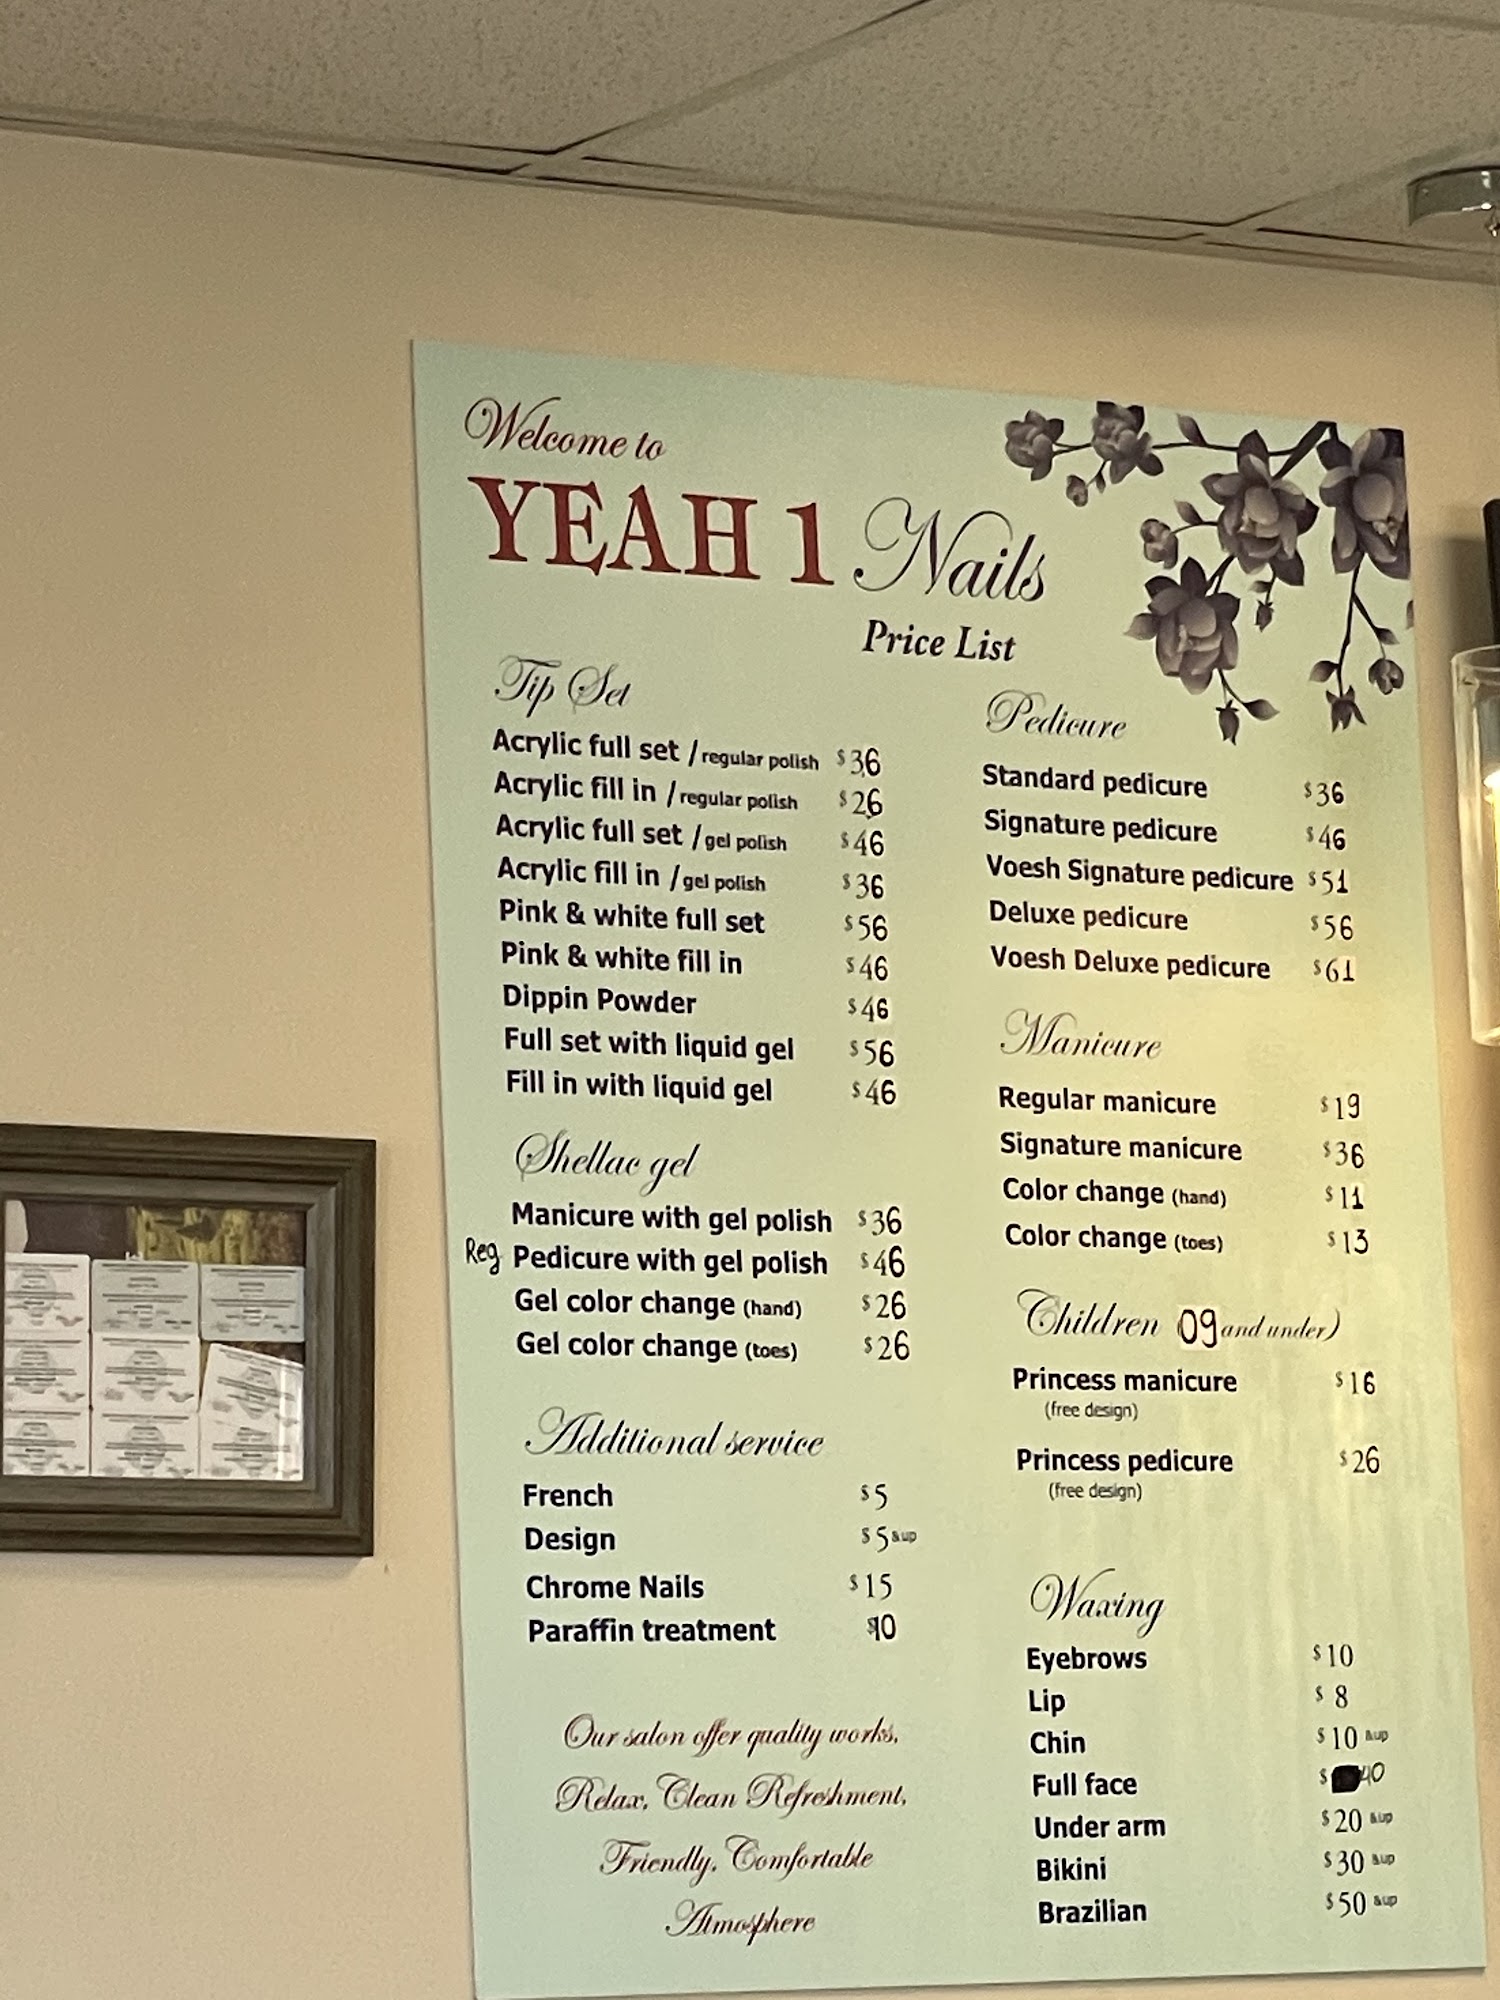 Welcome to
YEAH 1 Nails
Price List
Tip Set
Acrylic full set / regular polish $36
Acrylic fill in / regular polish $26
Acrylic full set / gel polish $46
Acrylic fill in / gel polish $36
Pink & white full set $56
Pink & white fill in $46
Dippin Powder $46
Full set with liquid gel $56
Fill in with liquid gel $46
Shellac gel
Manicure with gel polish $36
Reg Pedicure with gel polish $46
Gel color change (hand) $26
Gel color change (toes) $26
Additional service
French $5
Design $5 &up
Chrome Nails $15
Paraffin treatment $10
Our salon offer quality works,
Relax, Clean Refreshment,
Friendly, Comfortable
Atmosphere
Pedicure
Standard pedicure $36
Signature pedicure $46
Voesh Signature pedicure $51
Deluxe pedicure $56
Voesh Deluxe pedicure $61
Manicure
Regular manicure $19
Signature manicure $36
Color change (hand) $11
Color change (toes) $13
Children 09 and under)
Princess manicure $16
(free design)
Princess pedicure $26
(free design)
Waxing
Eyebrows $10
Lip $8
Chin $10 &up
Full face $40
Under arm $20 &up
Bikini $30 &up
Brazilian $50 &up